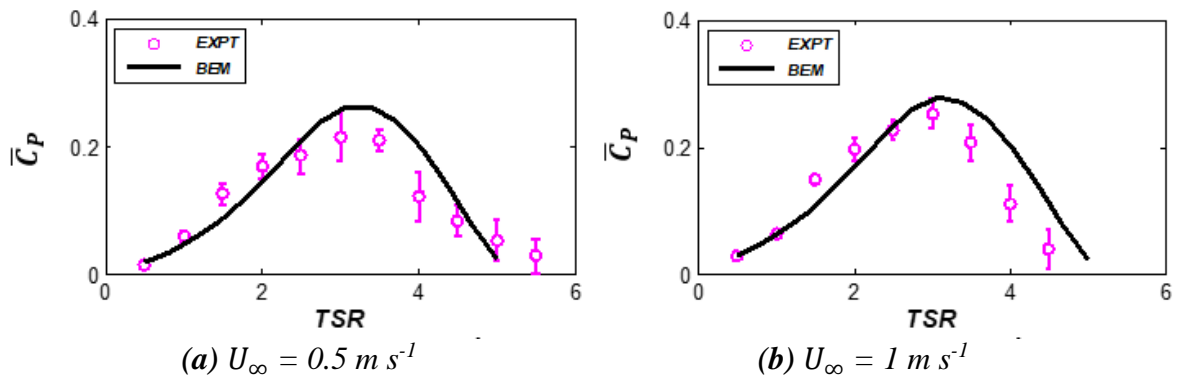 0.4
EXPT
BEM
0.2
0
C̅P
0 2 4 6
TSR
(a) U∞ = 0.5 m s-1
0.4
EXPT
BEM
0.2
0
C̅P
0 2 4 6
TSR
(b) U∞ = 1 m s-1